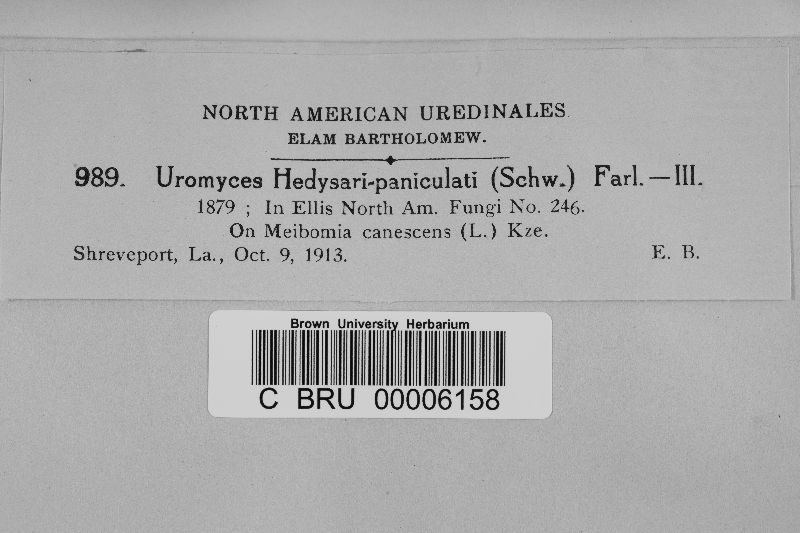 NORTH AMERICAN UREDINALES
ELAM BARTHOLOMEW.
989. Uromyces Hedysari-paniculati (Schw.) Farl. — III.
1879 ; In Ellis North Am. Fungi No. 246.
On Meibomia canescens (L.) Kze.
Shreveport, La., Oct. 9, 1913. E. B.
Brown University Herbarium
C BRU 00006158